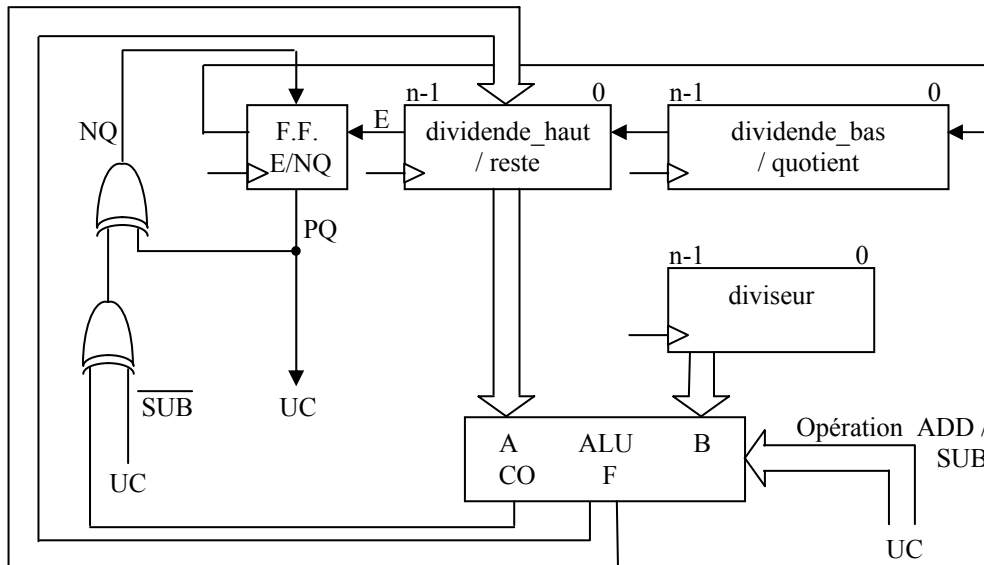 n-1 0
n-1 0
NQ
F.F.
E/NQ
E
dividende_haut
/ reste
dividende_bas
/ quotient
PQ
n-1 0
diviseur
SUB
UC
UC
A ALU B
CO F
Opération ADD /
SUB
UC